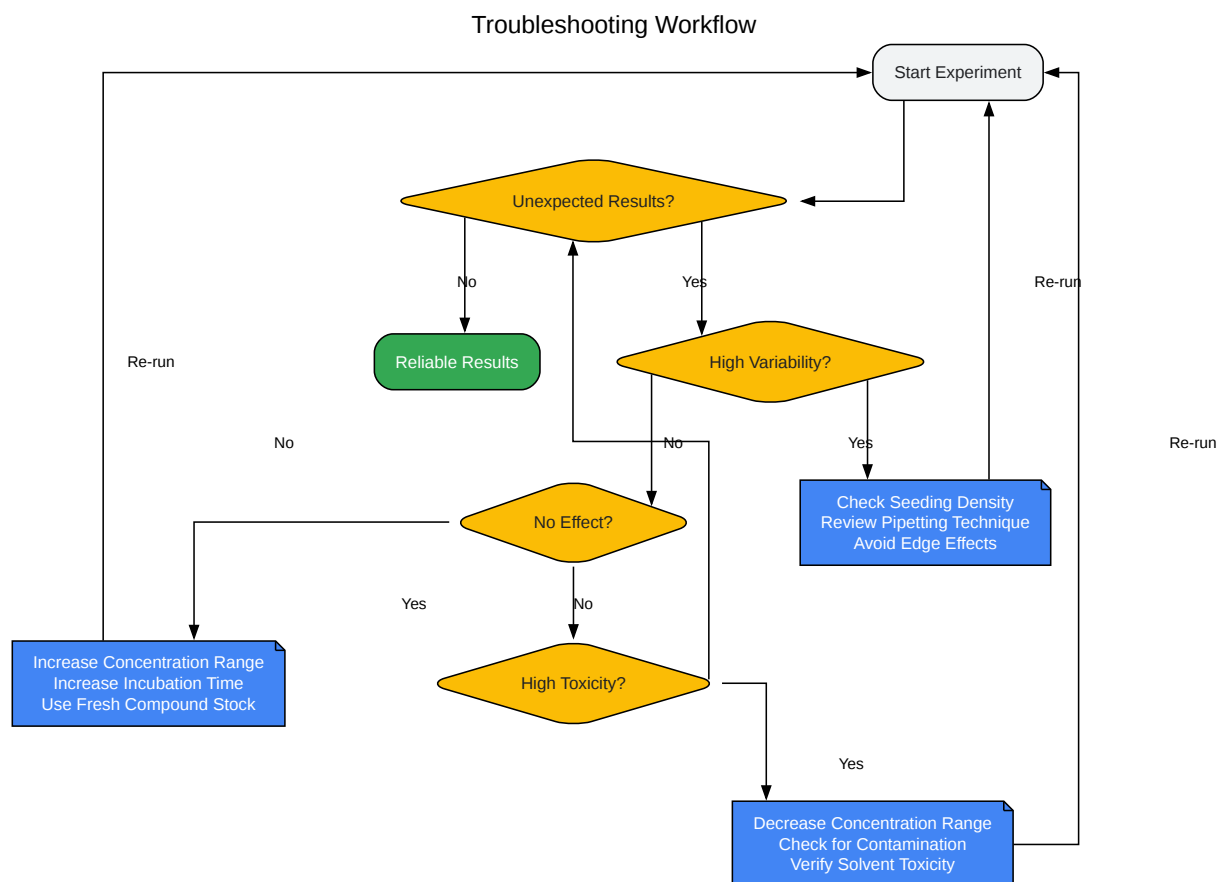 Troubleshooting Workflow
Start Experiment
Unexpected Results?
No
Yes
Re-run
Reliable Results
High Variability?
Re-run
No
No
Yes
Re-run
Check Seeding Density
Review Pipetting Technique
Avoid Edge Effects
No Effect?
Yes
No
Increase Concentration Range
Increase Incubation Time
Use Fresh Compound Stock
High Toxicity?
Yes
Decrease Concentration Range
Check for Contamination
Verify Solvent Toxicity